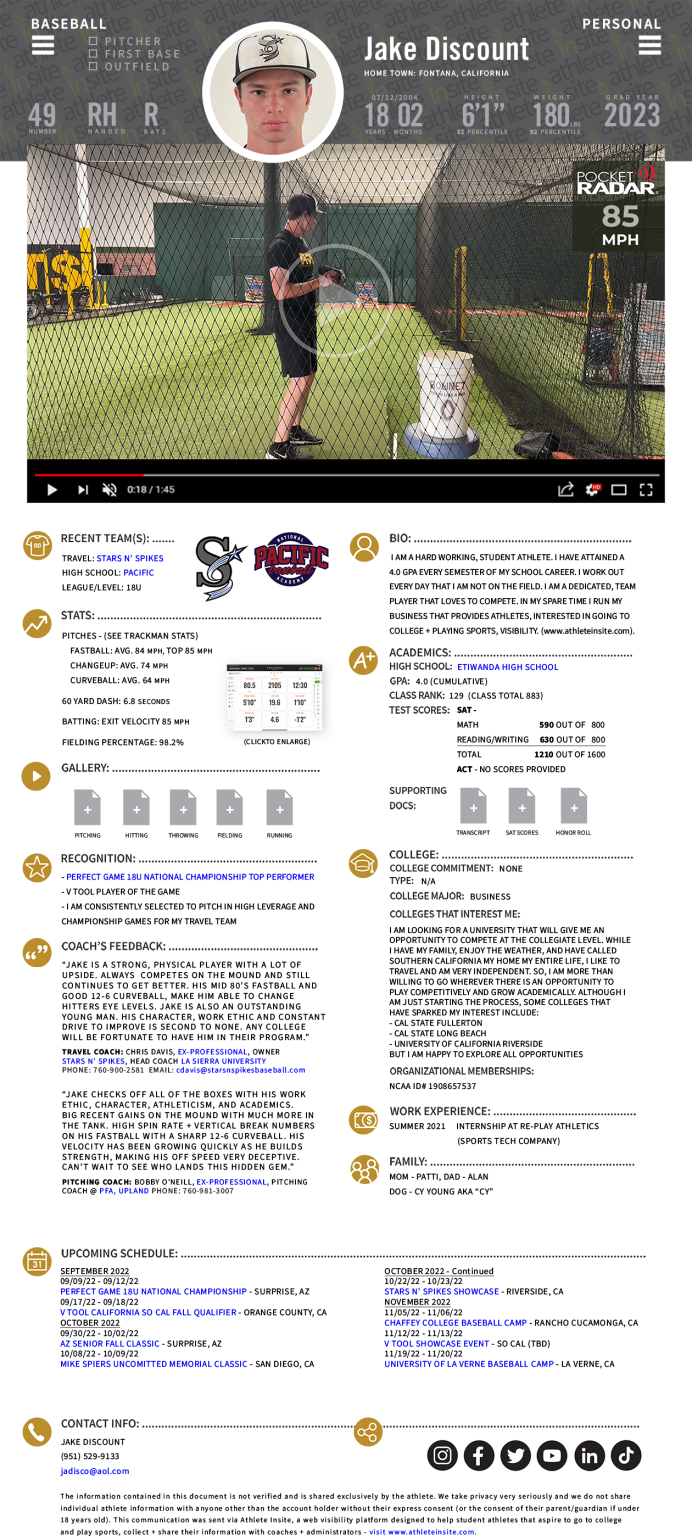 BASEBALL
PERSONAL
PITCHER
FIRST BASE
OUTFIELD
Jake Discount
HOME TOWN: FONTANA, CALIFORNIA
49
NUMBER
RH
HANDED
R
BATS
07/12/2004
18 02
YEARS MONTHS
HEIGHT
6'1”
92 PERCENTILE
WEIGHT
180 LBS
92 PERCENTILE
GRAD YEAR
2023
POCKET
RADAR
85
MPH
0:18 / 1:45
HD
RECENT TEAM(S): .......
TRAVEL: STARS N' SPIKES
HIGH SCHOOL: PACIFIC
LEAGUE/LEVEL: 18U
S
NATIONAL
PACIFIC
baseball
ACADEMY
STATS: ..............................................................
PITCHES - (SEE TRACKMAN STATS)
FASTBALL: AVG. 84 MPH, TOP 85 MPH
CHANGEUP: AVG. 74 MPH
CURVEBALL: AVG. 64 MPH
60 YARD DASH: 6.8 SECONDS
BATTING: EXIT VELOCITY 85 MPH
FIELDING PERCENTAGE: 98.2%
80.5 2105 12:30
5'10" 19.6 1'10"
1'3" 4.6 -1'2"
(CLICKTO ENLARGE)
GALLERY: ..........................................................
PITCHING HITTING THROWING FIELDING RUNNING
RECOGNITION: ..................................................
- PERFECT GAME 18U NATIONAL CHAMPIONSHIP TOP PERFORMER
- V TOOL PLAYER OF THE GAME
- I AM CONSISTENTLY SELECTED TO PITCH IN HIGH LEVERAGE AND
CHAMPIONSHIP GAMES FOR MY TRAVEL TEAM
COACH'S FEEDBACK: ..........................................
“JAKE IS A STRONG, PHYSICAL PLAYER WITH A LOT OF
UPSIDE. ALWAYS COMPETES ON THE MOUND AND STILL
CONTINUES TO GET BETTER. HIS MID 80'S FASTBALL AND
GOOD 12-6 CURVEBALL, MAKE HIM ABLE TO CHANGE
HITTERS EYE LEVELS. JAKE IS ALSO AN OUTSTANDING
YOUNG MAN. HIS CHARACTER, WORK ETHIC AND CONSTANT
DRIVE TO IMPROVE IS SECOND TO NONE. ANY COLLEGE
WILL BE FORTUNATE TO HAVE HIM IN THEIR PROGRAM.”
TRAVEL COACH: CHRIS DAVIS, EX-PROFESSIONAL, OWNER
STARS N' SPIKES, HEAD COACH LA SIERRA UNIVERSITY
PHONE: 760-900-2581 EMAIL: cdavis@starsnspikesbaseball.com
“JAKE CHECKS OFF ALL OF THE BOXES WITH HIS WORK
ETHIC, CHARACTER, ATHLETICISM, AND ACADEMICS.
BIG RECENT GAINS ON THE MOUND WITH MUCH MORE IN
THE TANK. HIGH SPIN RATE + VERTICAL BREAK NUMBERS
ON HIS FASTBALL WITH A SHARP 12-6 CURVEBALL. HIS
VELOCITY HAS BEEN GROWING QUICKLY AS HE BUILDS
STRENGTH, MAKING HIS OFF SPEED VERY DECEPTIVE.
CAN'T WAIT TO SEE WHO LANDS THIS HIDDEN GEM.”
PITCHING COACH: BOBBY O'NEILL, EX-PROFESSIONAL, PITCHING
COACH @ PFA, UPLAND PHONE: 760-981-3007
BIO: ..............................................................
I AM A HARD WORKING, STUDENT ATHLETE. I HAVE ATTAINED A
4.0 GPA EVERY SEMESTER OF MY SCHOOL CAREER. I WORK OUT
EVERY DAY THAT I AM NOT ON THE FIELD. I AM A DEDICATED, TEAM
PLAYER THAT LOVES TO COMPETE. IN MY SPARE TIME I RUN MY
BUSINESS THAT PROVIDES ATHLETES, INTERESTED IN GOING TO
COLLEGE + PLAYING SPORTS, VISIBILITY. (www.athleteinsite.com).
A+
ACADEMICS: ..................................................
HIGH SCHOOL: ETIWANDA HIGH SCHOOL
GPA: 4.0 (CUMULATIVE)
CLASS RANK: 129 (CLASS TOTAL 883)
TEST SCORES: SAT -
MATH 590 OUT OF 800
READING/WRITING 630 OUT OF 800
TOTAL 1210 OUT OF 1600
ACT - NO SCORES PROVIDED
SUPPORTING
DOCS:
TRANSCRIPT SAT SCORES HONOR ROLL
COLLEGE: ......................................................
COLLEGE COMMITMENT: NONE
TYPE: N/A
COLLEGE MAJOR: BUSINESS
COLLEGES THAT INTEREST ME:
I AM LOOKING FOR A UNIVERSITY THAT WILL GIVE ME AN
OPPORTUNITY TO COMPETE AT THE COLLEGIATE LEVEL. WHILE
I HAVE MY FAMILY, ENJOY THE WEATHER, AND HAVE CALLED
SOUTHERN CALIFORNIA MY HOME MY ENTIRE LIFE, I LIKE TO
TRAVEL AND AM VERY INDEPENDENT. SO, I AM MORE THAN
WILLING TO GO WHEREVER THERE IS AN OPPORTUNITY TO
PLAY COMPETITIVELY AND GROW ACADEMICALLY. ALTHOUGH I
AM JUST STARTING THE PROCESS, SOME COLLEGES THAT
HAVE SPARKED MY INTEREST INCLUDE:
- CAL STATE FULLERTON
- CAL STATE LONG BEACH
- UNIVERSITY OF CALIFORNIA RIVERSIDE
BUT I AM HAPPY TO EXPLORE ALL OPPORTUNITIES
ORGANIZATIONAL MEMBERSHIPS:
NCAA ID# 1908657537
WORK EXPERIENCE: ........................................
SUMMER 2021 INTERNSHIP AT RE-PLAY ATHLETICS
(SPORTS TECH COMPANY)
FAMILY: ..........................................................
MOM - PATTI, DAD - ALAN
DOG - CY YOUNG AKA “CY”
31
UPCOMING SCHEDULE: ..............................................................
SEPTEMBER 2022
09/09/22 - 09/12/22
PERFECT GAME 18U NATIONAL CHAMPIONSHIP - SURPRISE, AZ
09/17/22 - 09/18/22
V TOOL CALIFORNIA SO CAL FALL QUALIFIER - ORANGE COUNTY, CA
OCTOBER 2022
09/30/22 - 10/02/22
AZ SENIOR FALL CLASSIC - SURPRISE, AZ
10/08/22 - 10/09/22
MIKE SPIERS UNCOMITTED MEMORIAL CLASSIC - SAN DIEGO, CA
OCTOBER 2022 - Continued
10/22/22 - 10/23/22
STARS N' SPIKES SHOWCASE - RIVERSIDE, CA
NOVEMBER 2022
11/05/22 - 11/06/22
CHAFFEY COLLEGE BASEBALL CAMP - RANCHO CUCAMONGA, CA
11/12/22 - 11/13/22
V TOOL SHOWCASE EVENT - SO CAL (TBD)
11/19/22 - 11/20/22
UNIVERSITY OF LA VERNE BASEBALL CAMP - LA VERNE, CA
CONTACT INFO: ..............................................................
JAKE DISCOUNT
(951) 529-9133
jadisco@aol.com
The information contained in this document is not verified and is shared exclusively by the athlete. We take privacy very seriously and we do not share
individual athlete information with anyone other than the account holder without their express consent (or the consent of their parent/guardian if under
18 years old). This communication was sent via Athlete Insite, a web visibility platform designed to help student athletes that aspire to go to college
and play sports, collect + share their information with coaches + administrators - visit www.athleteinsite.com.